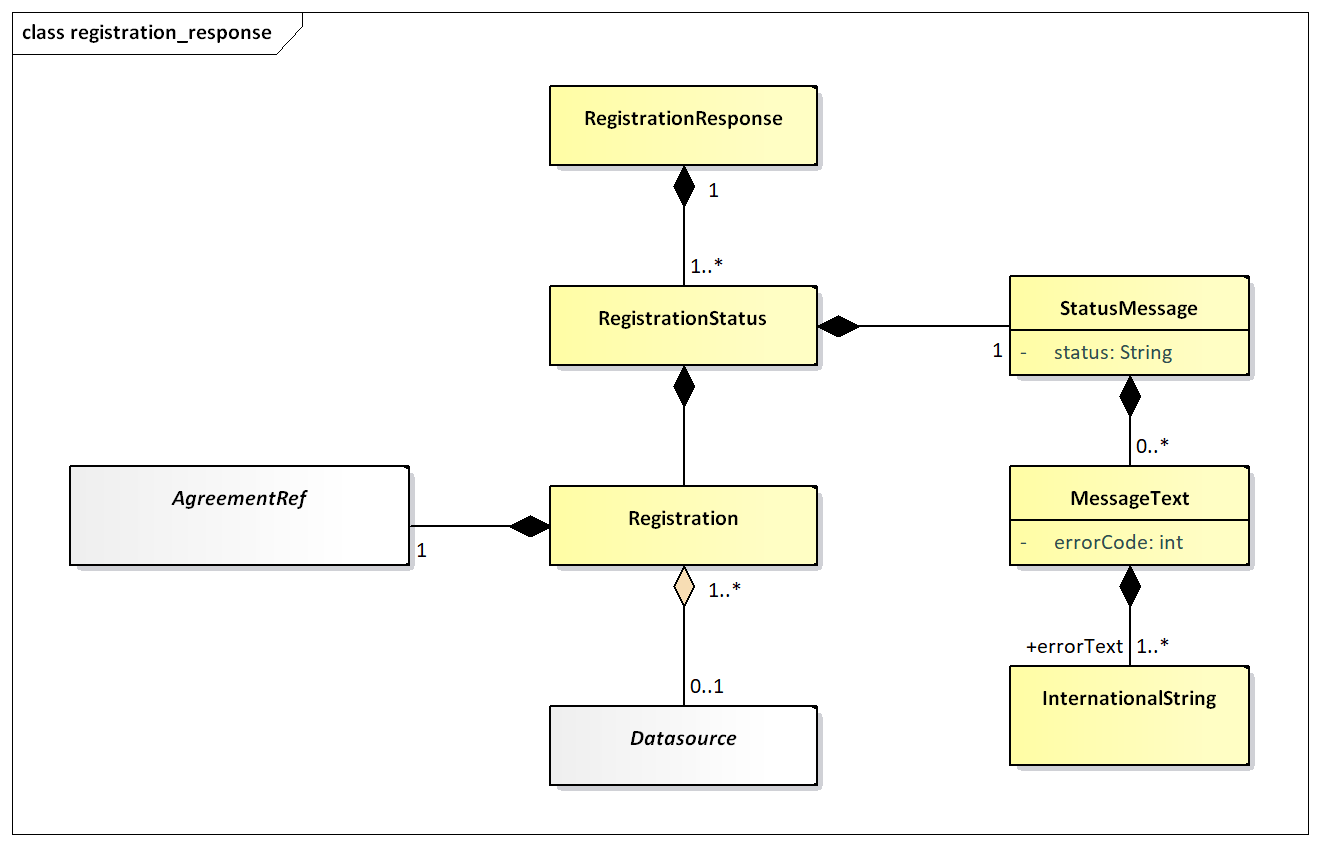 class registration_response
RegistrationResponse
1
1..*
RegistrationStatus
StatusMessage
1
- status: String
0..*
AgreementRef
MessageText
Registration
1
- errorCode: int
1..*
+errorText 1..*
0..1
InternationalString
Datasource